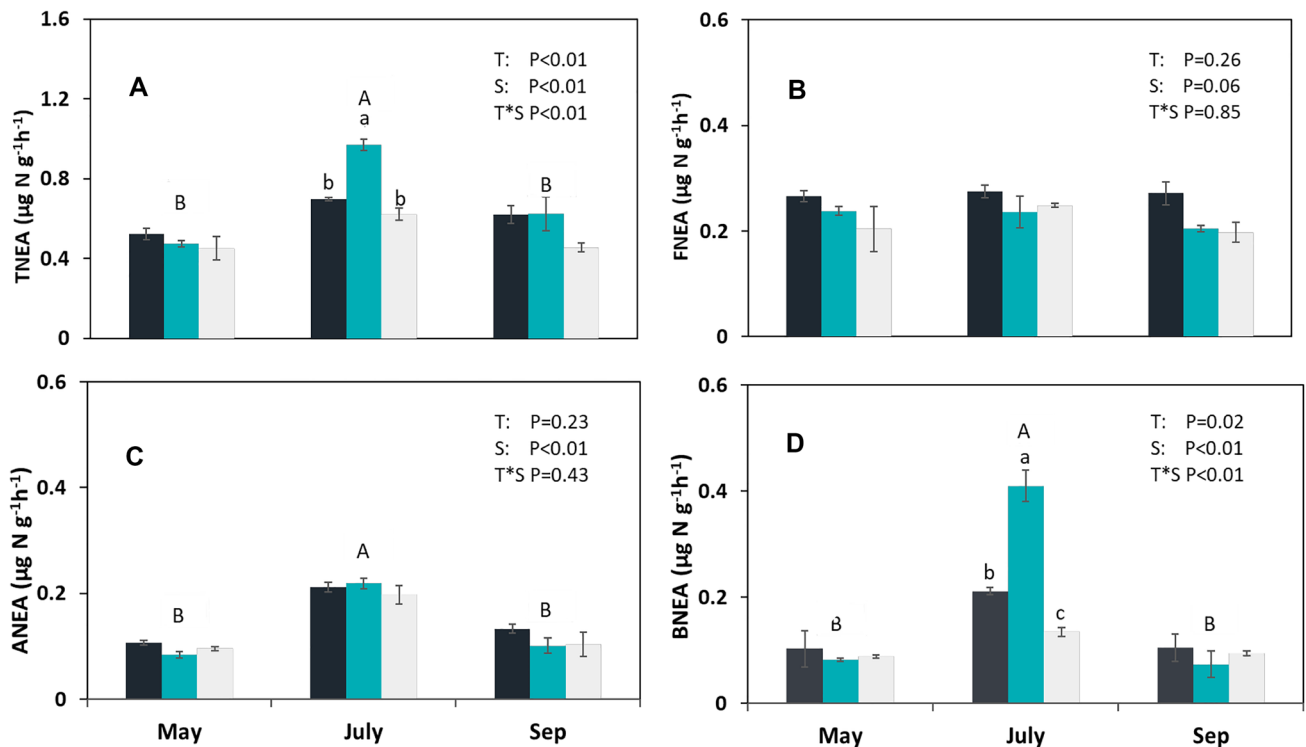 1.6
1.2
0.8
0.4
0
TNEA (µg N g⁻¹h⁻¹)
A
T: P<0.01
S: P<0.01
T*S P<0.01
B
b
A
a
b
B
0.6
0.4
0.2
0
FNEA (µg N g⁻¹h⁻¹)
B
T: P=0.26
S: P=0.06
T*S P=0.85
0.6
0.4
0.2
0
ANEA (µg N g⁻¹h⁻¹)
C
T: P=0.23
S: P<0.01
T*S P=0.43
B
A
B
May July Sep
0.6
0.4
0.2
0
BNEA (µg N g⁻¹h⁻¹)
D
T: P=0.02
S: P<0.01
T*S P<0.01
B
b
A
a
c
B
May July Sep